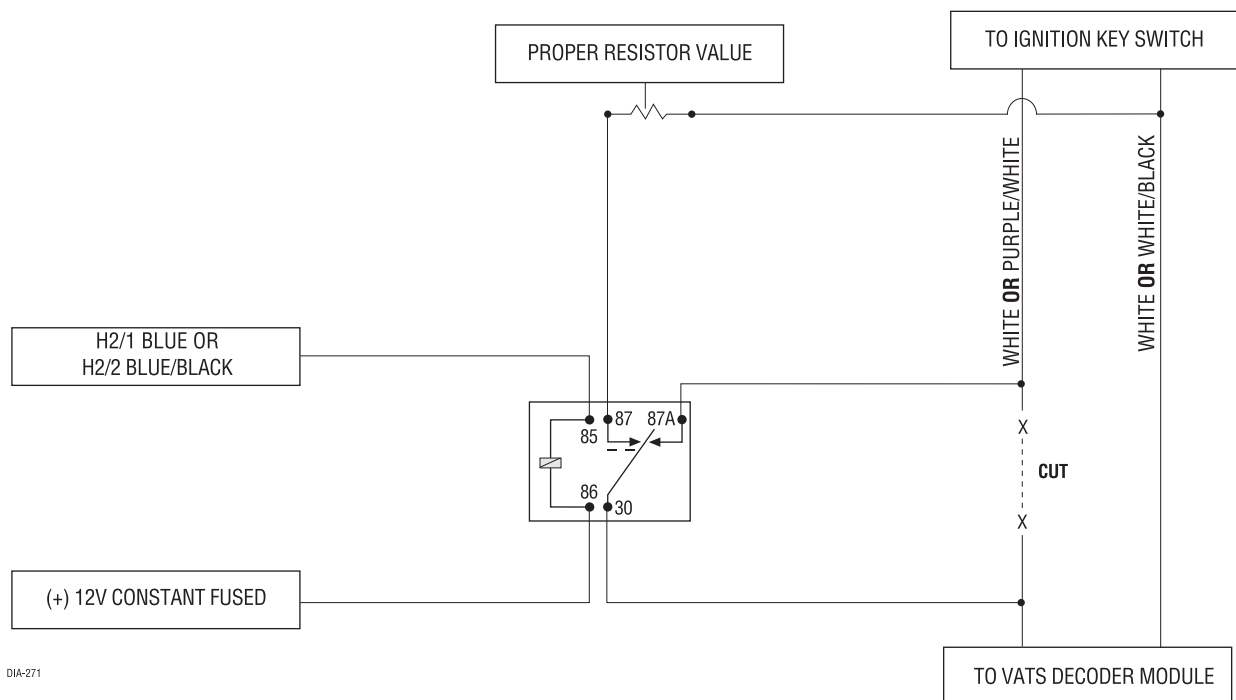 PROPER RESISTOR VALUE
TO IGNITION KEY SWITCH
WHITE OR PURPLE/WHITE
WHITE OR WHITE/BLACK
H2/1 BLUE OR
H2/2 BLUE/BLACK
87
87A
85
86
30
CUT
X
X
(+) 12V CONSTANT FUSED
TO VATS DECODER MODULE
DIA-271